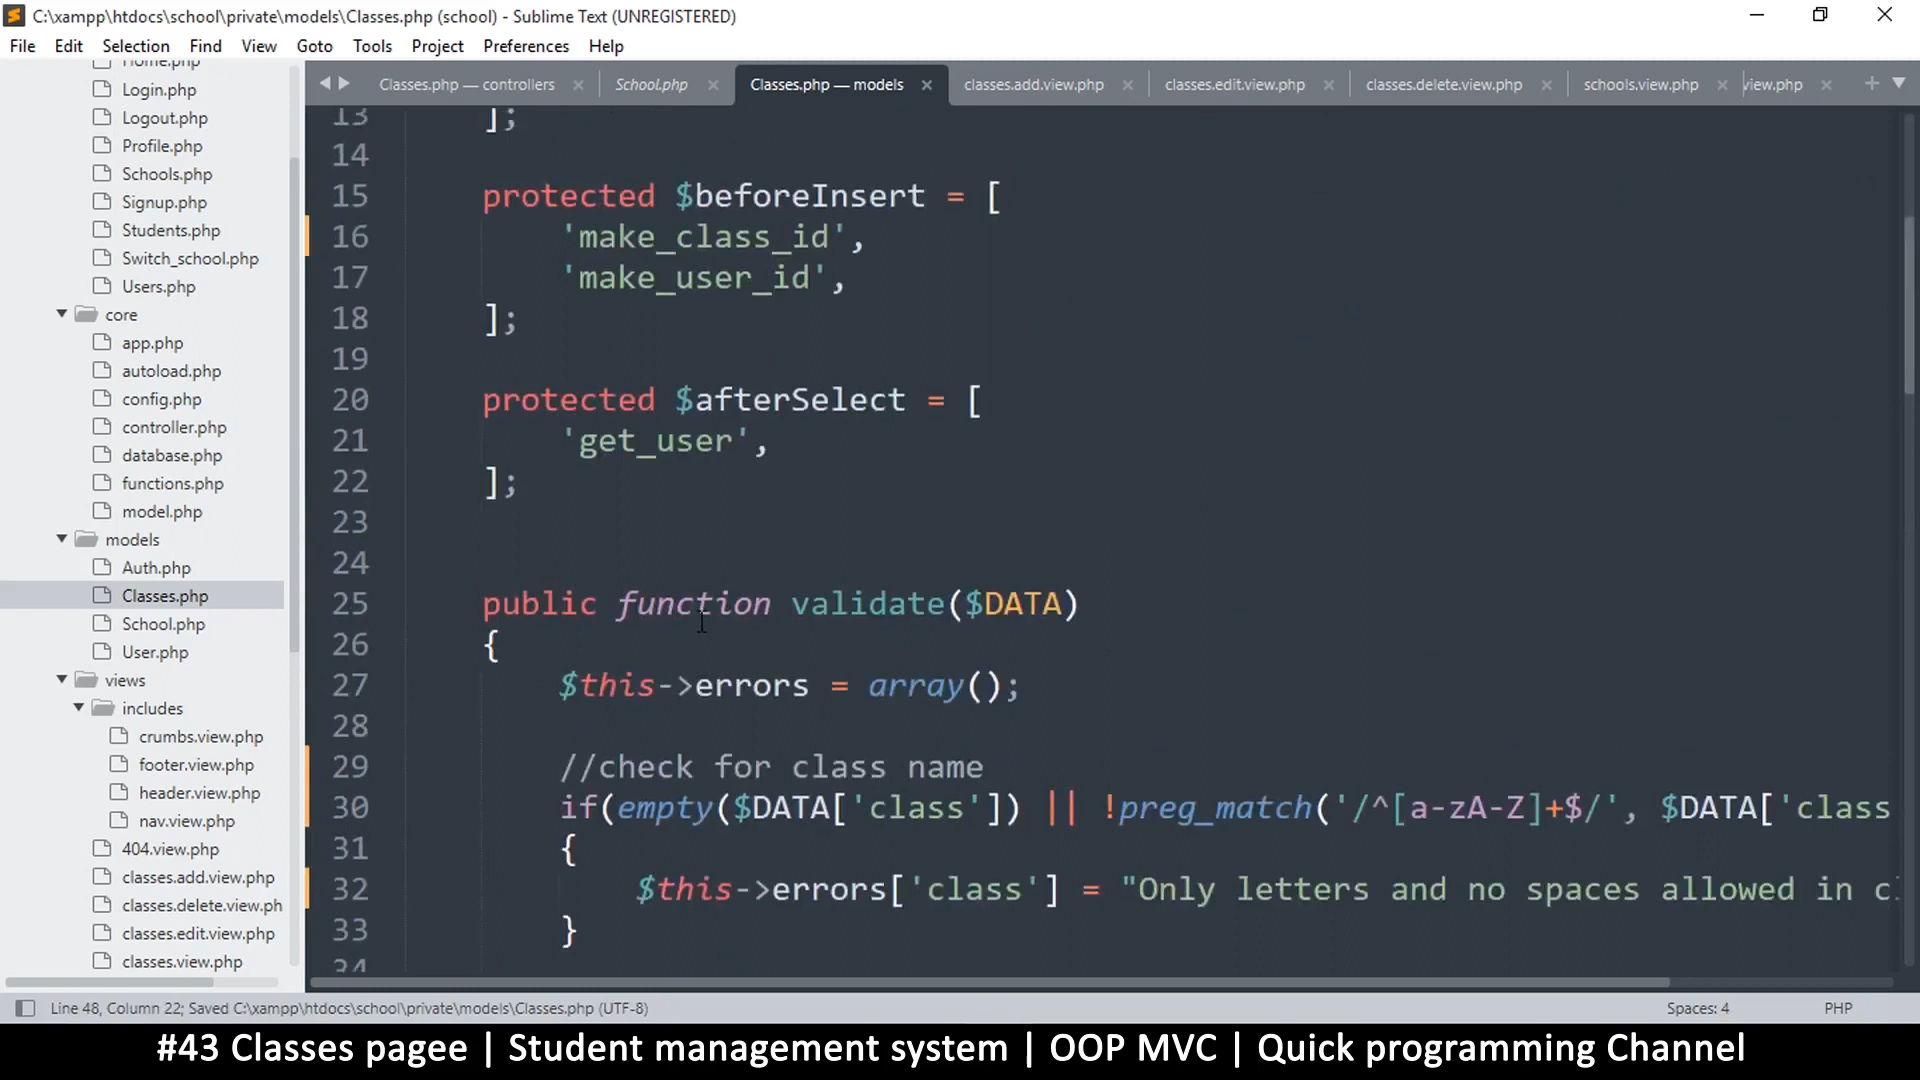 C:\xampp\htdocs\school\private\models\Classes.php (school) - Sublime Text (UNREGISTERED)
File Edit Selection Find View Goto Tools Project Preferences Help
Classes.php — controllers School.php Classes.php — models classes.add.view.php classes.edit.view.php classes.delete.view.php schools.view.php view.php
Home.php
Login.php
Logout.php
Profile.php
Schools.php
Signup.php
Students.php
Switch_school.php
Users.php
core
app.php
autoload.php
config.php
controller.php
database.php
functions.php
model.php
models
Auth.php
Classes.php
School.php
User.php
views
includes
crumbs.view.php
footer.view.php
header.view.php
nav.view.php
404.view.php
classes.add.view.php
classes.delete.view.ph
classes.edit.view.php
classes.view.php
13 ];
14
15 protected $beforeInsert = [
16 'make_class_id',
17 'make_user_id',
18 ];
19
20 protected $afterSelect = [
21 'get_user',
22 ];
23
24
25 public function validate($DATA)
26 {
27 $this->errors = array();
28
29 //check for class name
30 if(empty($DATA['class']) || !preg_match('/^[a-zA-Z]+$/', $DATA['class
31 {
32 $this->errors['class'] = "Only letters and no spaces allowed in c
33 }
34
Line 48, Column 22; Saved C:\xampp\htdocs\school\private\models\Classes.php (UTF-8) Spaces: 4 PHP
#43 Classes pagee | Student management system | OOP MVC | Quick programming Channel